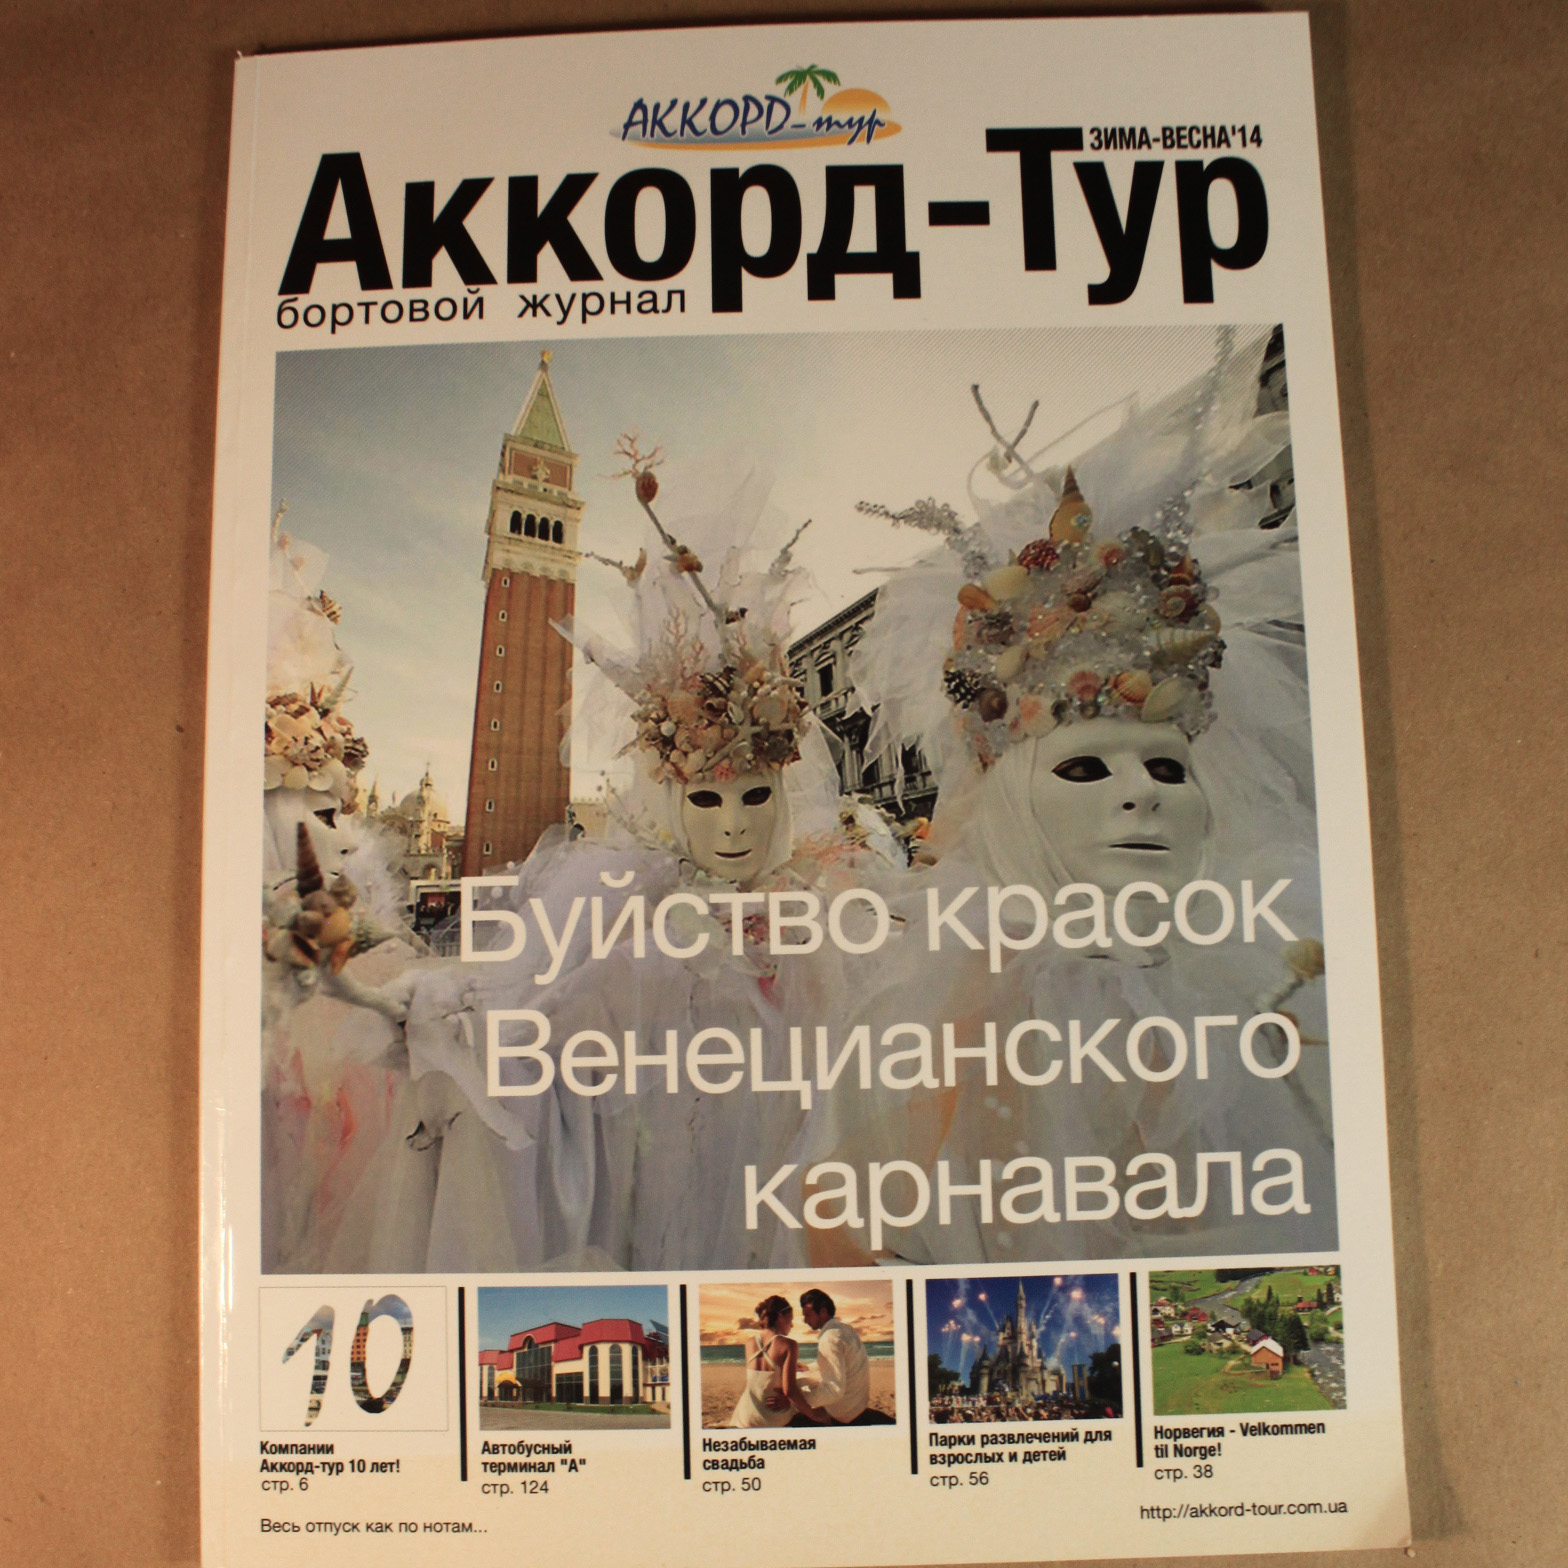 АККОРД-тур
ЗИМА-ВЕСНА'14
Аккорд-Тур
бортовой журнал
Буйство красок
Венецианского
карнавала
10
Компании
Аккорд-тур 10 лет!
стр. 6
Автобусный
терминал "А"
стр. 124
Незабываемая
свадьба
стр. 50
Парки развлечений для
взрослых и детей
стр. 56
Норвегия - Velkommen
til Norge!
стр. 38
Весь отпуск как по нотам...
http://akkord-tour.com.ua